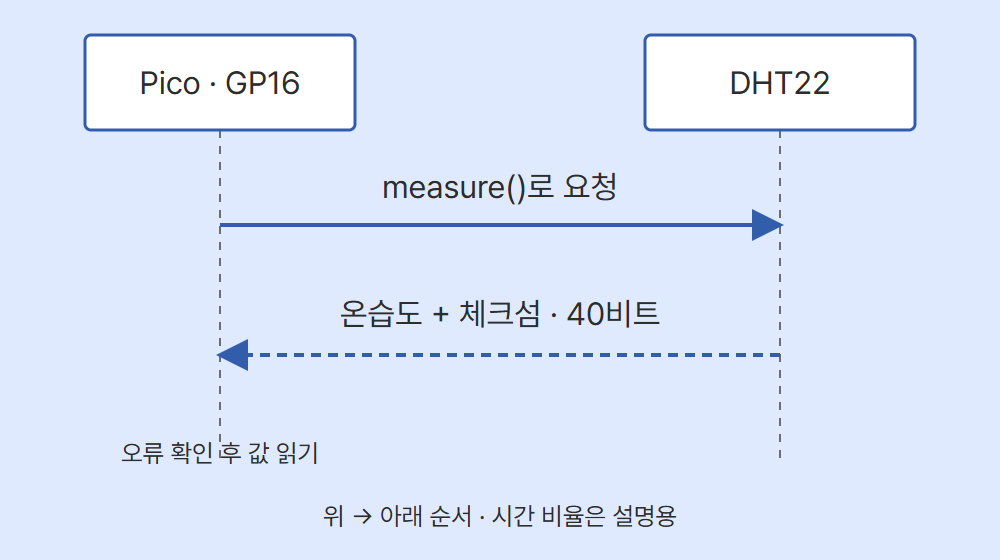 Pico · GP16
DHT22
measure()로 요청
온습도 + 체크섬 · 40비트
오류 확인 후 값 읽기
위 → 아래 순서 · 시간 비율은 설명용